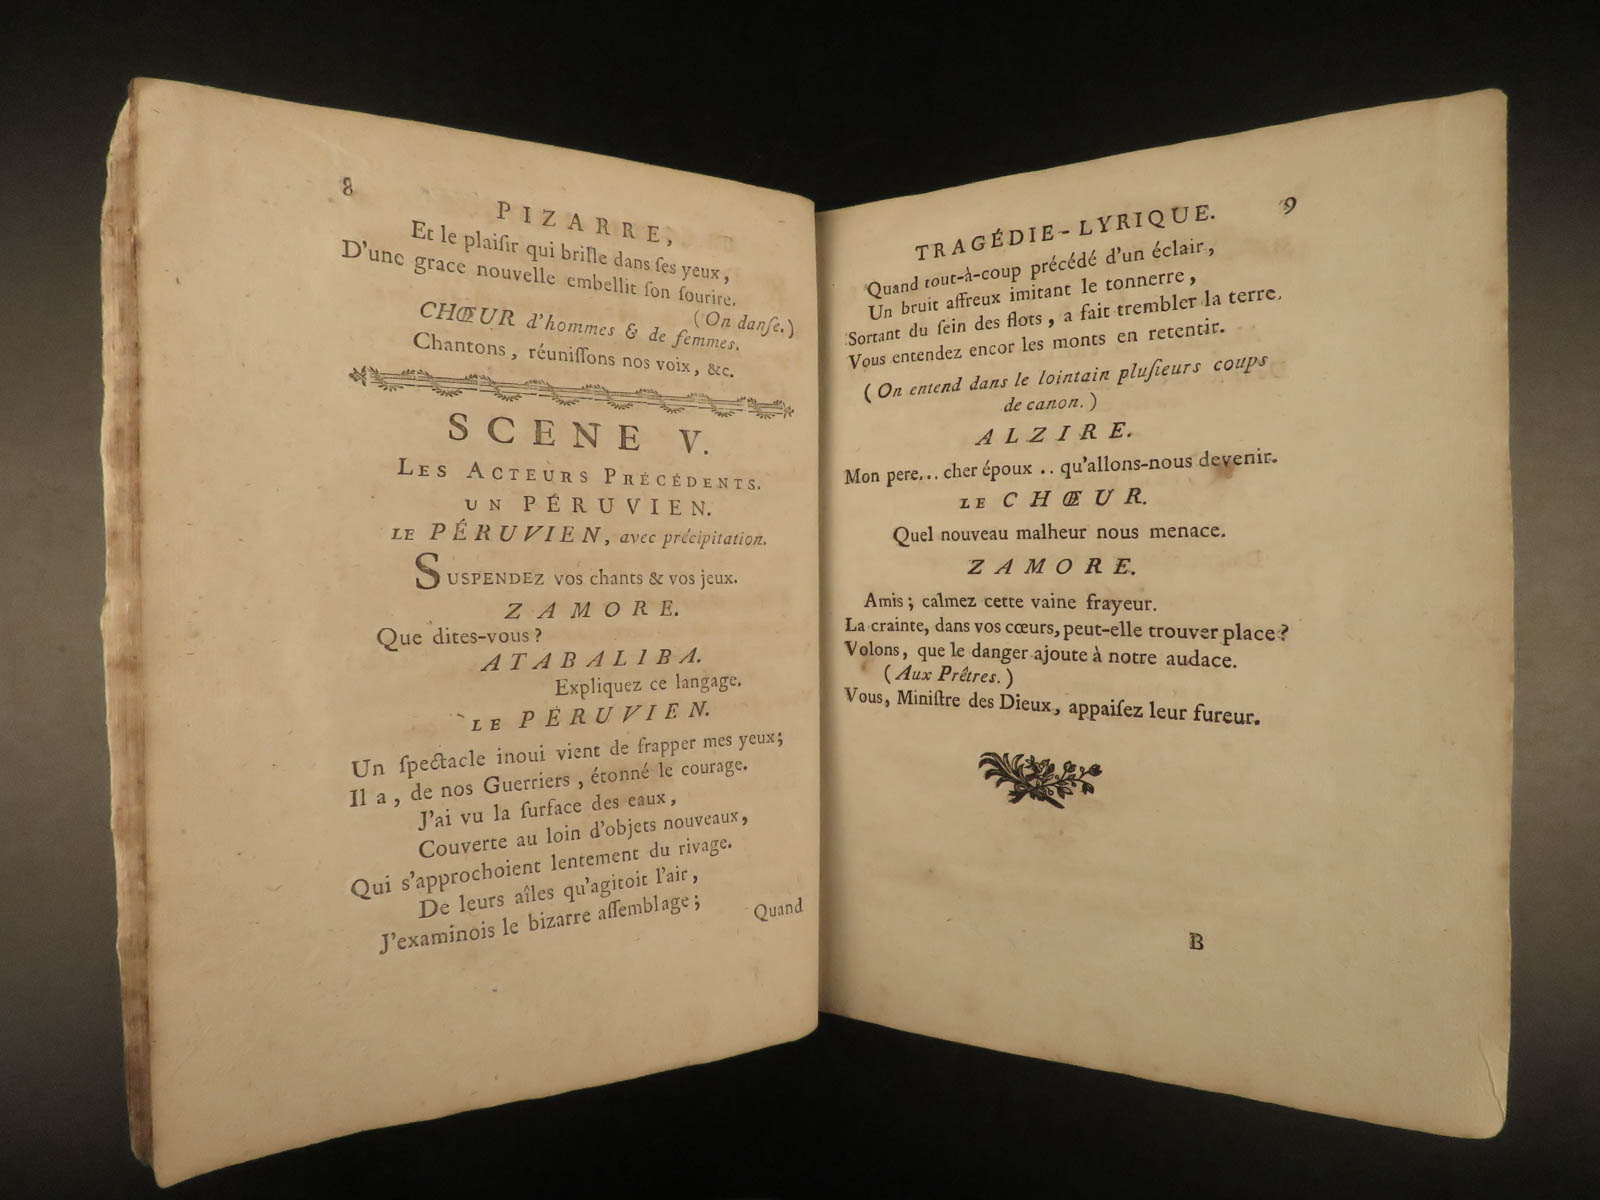 8
PIZARRE,
Et le plaiſir qui brille dans ſes yeux,
D'une grace nouvelle embellit ſon ſourire.
(On danſe.)
CHŒUR d'hommes & de femmes.
Chantons, réuniſſons nos voix, &c.
SCENE V.
LES ACTEURS PRÉCÉDENTS.
UN PÉRUVIEN.
LE PÉRUVIEN, avec précipitation.
SUSPENDEZ vos chants & vos jeux.
ZAMORE.
Que dites-vous?
ATABALIBA.
Expliquez ce langage.
LE PÉRUVIEN.
Un ſpectacle inoui vient de frapper mes yeux;
Il a, de nos Guerriers, étonné le courage.
J'ai vu la ſurface des eaux,
Couverte au loin d'objets nouveaux,
Qui s'approchoient lentement du rivage.
De leurs aîles qu'agitoit l'air,
J'examinois le bizarre aſſemblage;
Quand
TRAGÉDIE-LYRIQUE. 9
Quand tout-à-coup précédé d'un éclair,
Un bruit affreux imitant le tonnerre,
Sortant du ſein des flots, a fait trembler la terre,
Vous entendez encor les monts en retentir.
(On entend dans le lointain pluſieurs coups
de canon.)
ALZIRE.
Mon pere... cher époux .. qu'allons-nous devenir.
LE CHŒUR.
Quel nouveau malheur nous menace.
ZAMORE.
Amis; calmez cette vaine frayeur.
La crainte, dans vos cœurs, peut-elle trouver place?
Volons, que le danger ajoute à notre audace.
(Aux Prêtres.)
Vous, Miniſtre des Dieux, appaiſez leur fureur.
B